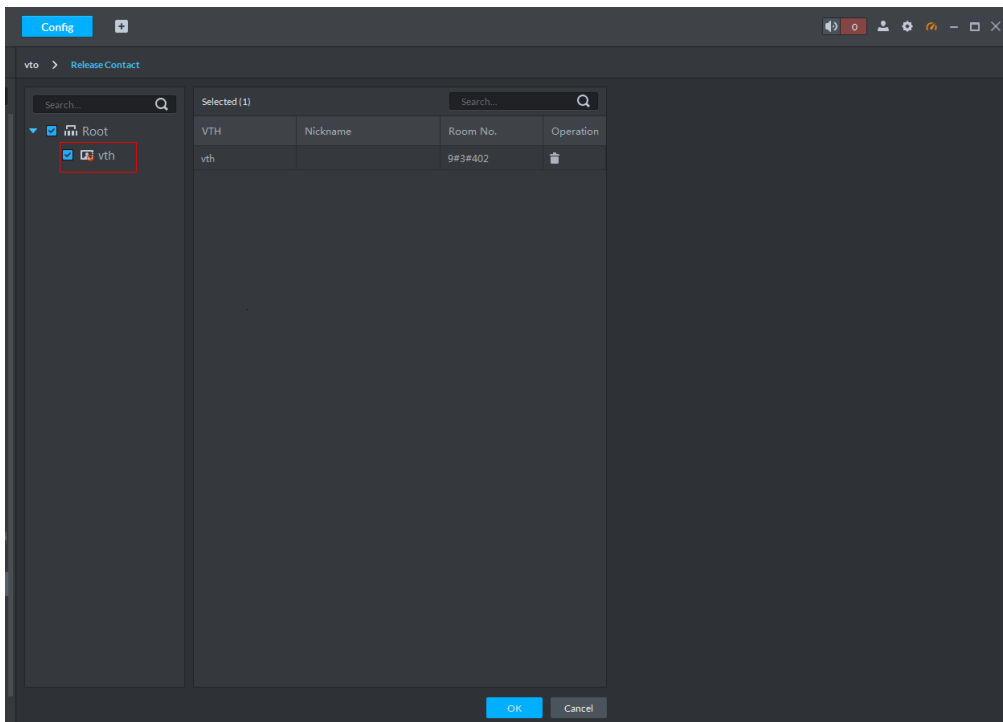 Config
0
vto > Release Contact
Search...
Selected (1)
Search...
Root
vth
VTH Nickname Room No. Operation
vth 9#3#402
OK Cancel